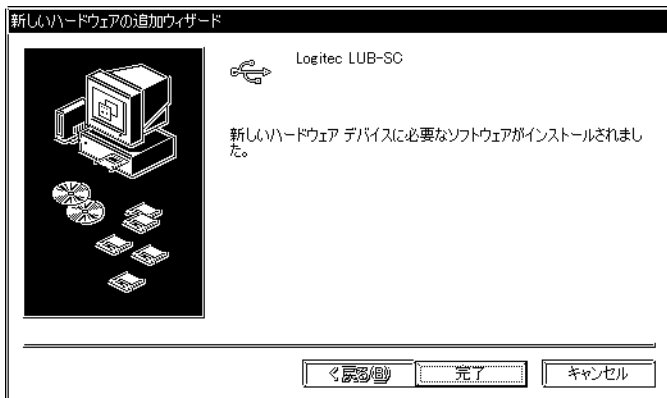 新しいハードウェアの追加ウィザード
Logitec LUB-SC
新しいハードウェア デバイスに必要なソフトウェアがインストールされまし
た。
< 戻る(B)
完了
キャンセル